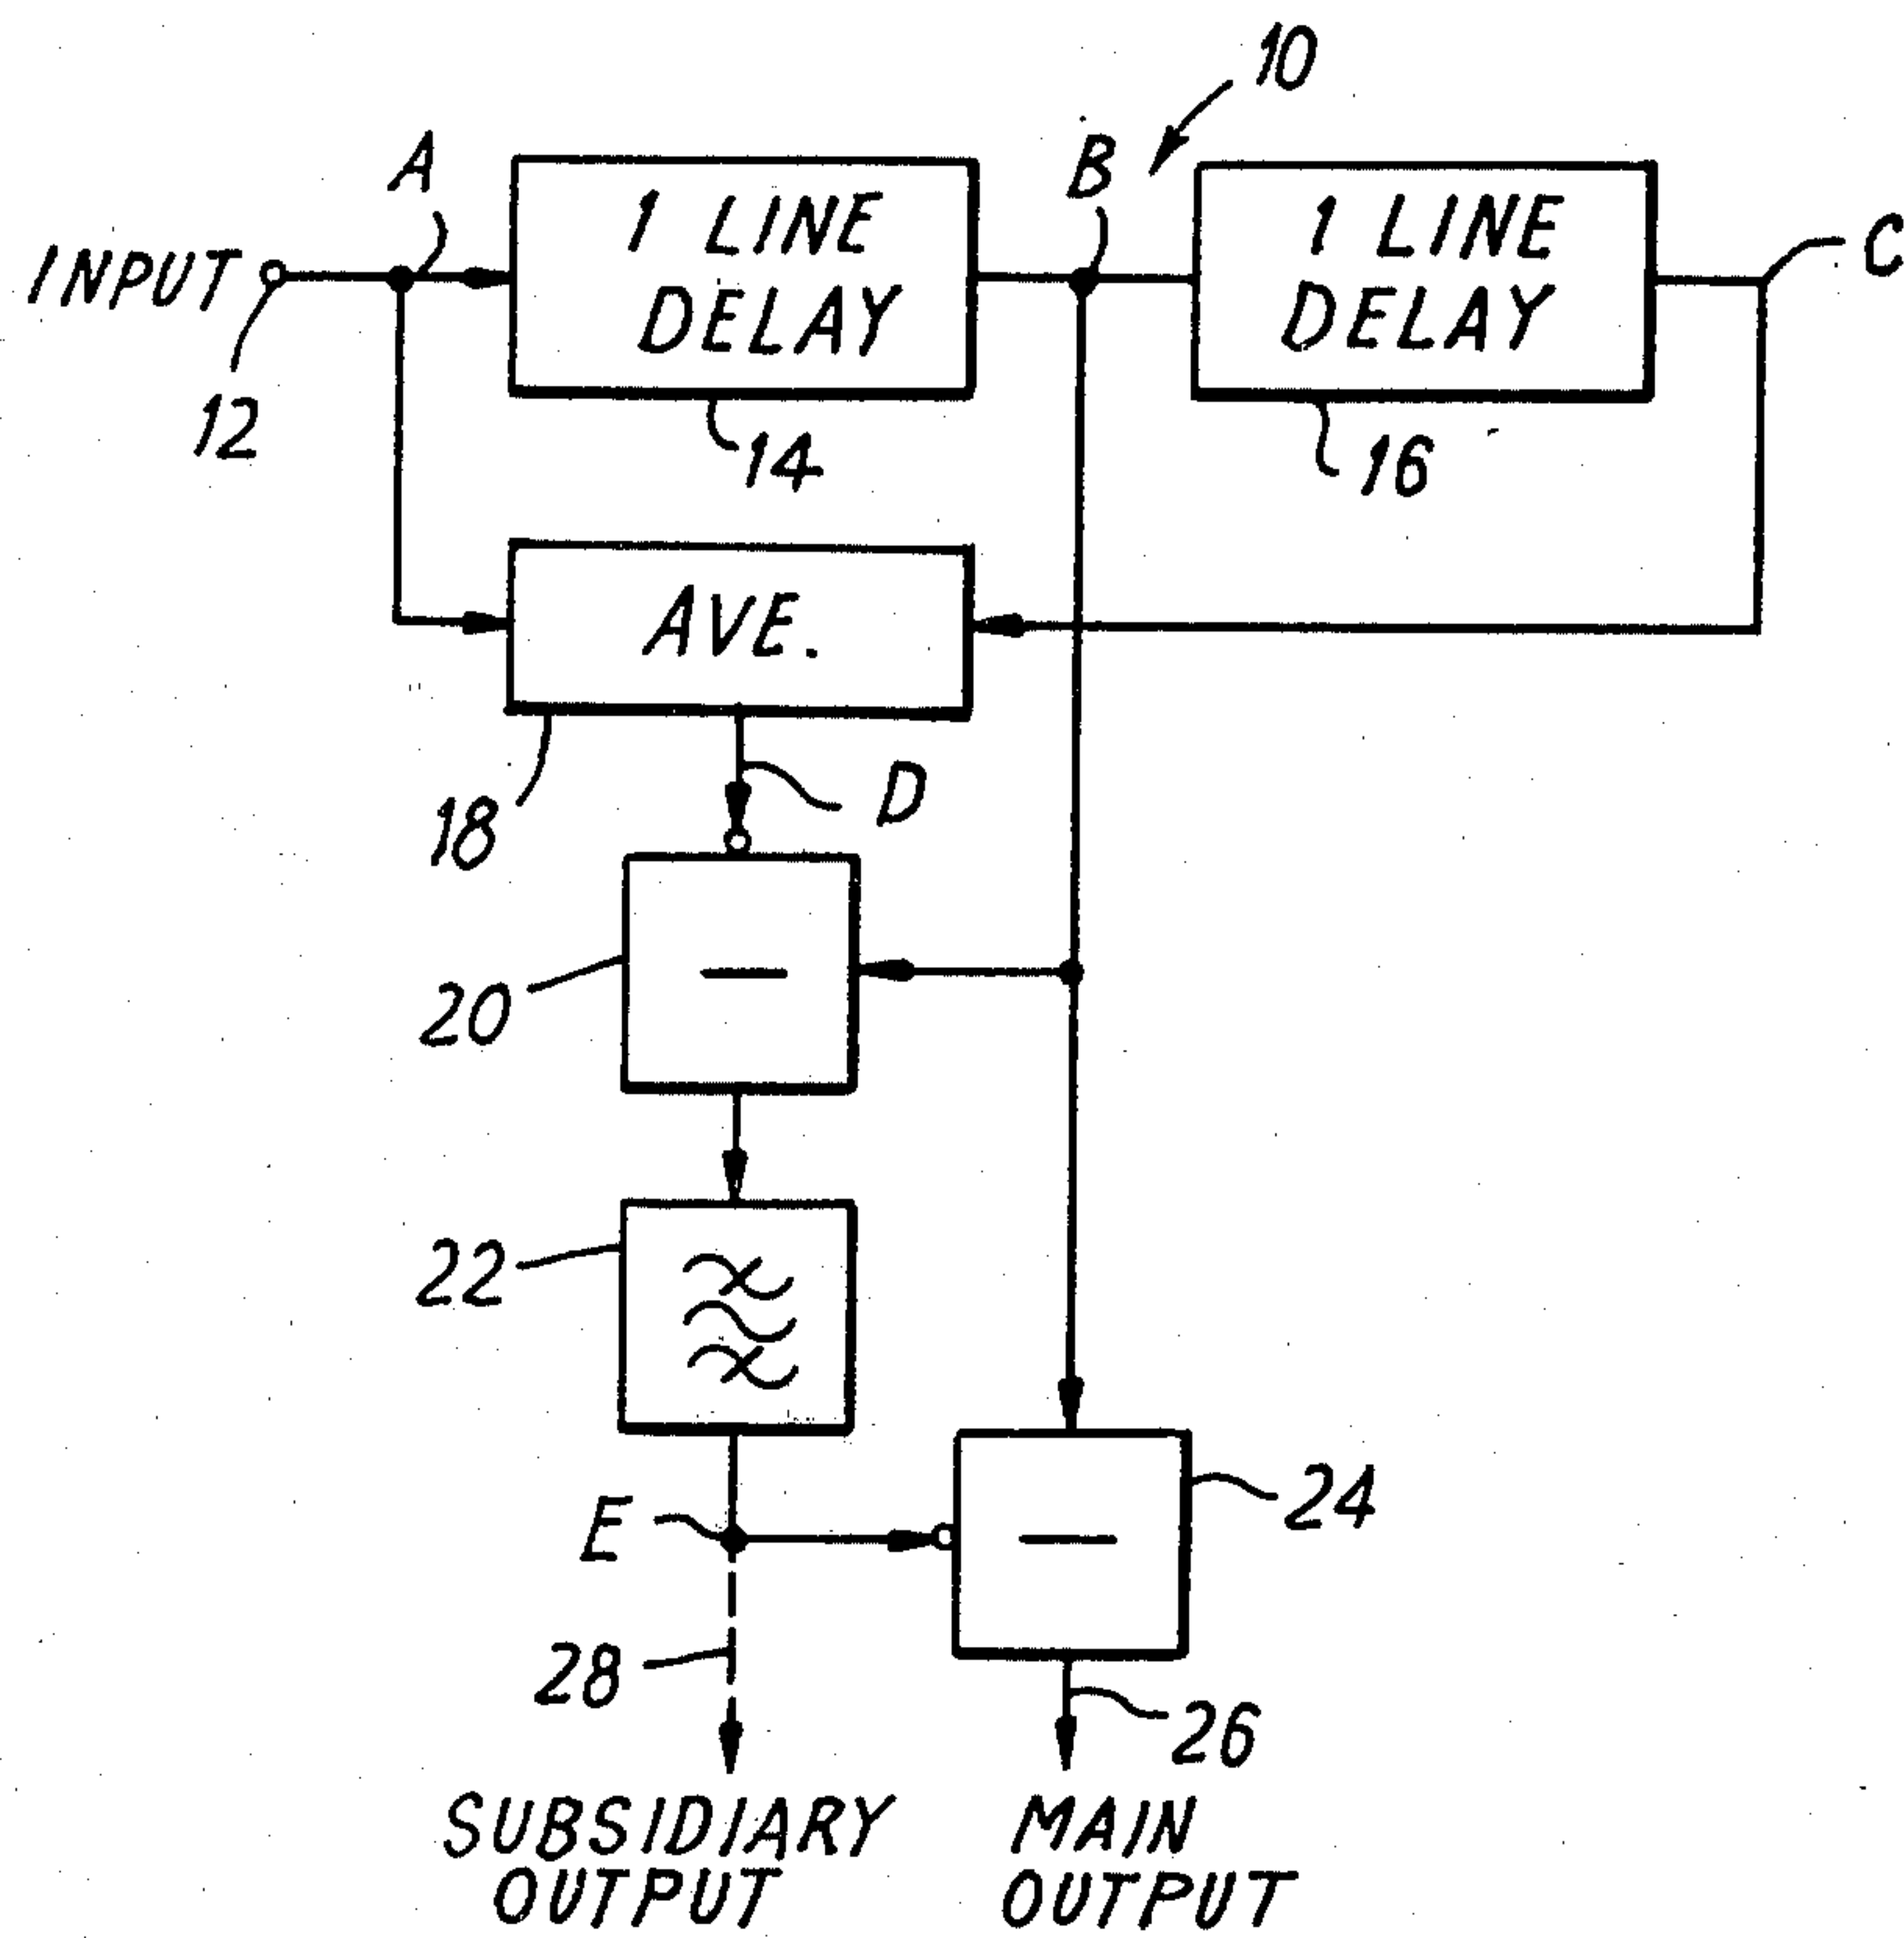 10
A
B
C
1 LINE
DELAY
1 LINE
DELAY
INPUT
12
14
16
AVE.
18
D
—
20
22
E
—
24
28
26
SUBSIDIARY
OUTPUT
MAIN
OUTPUT